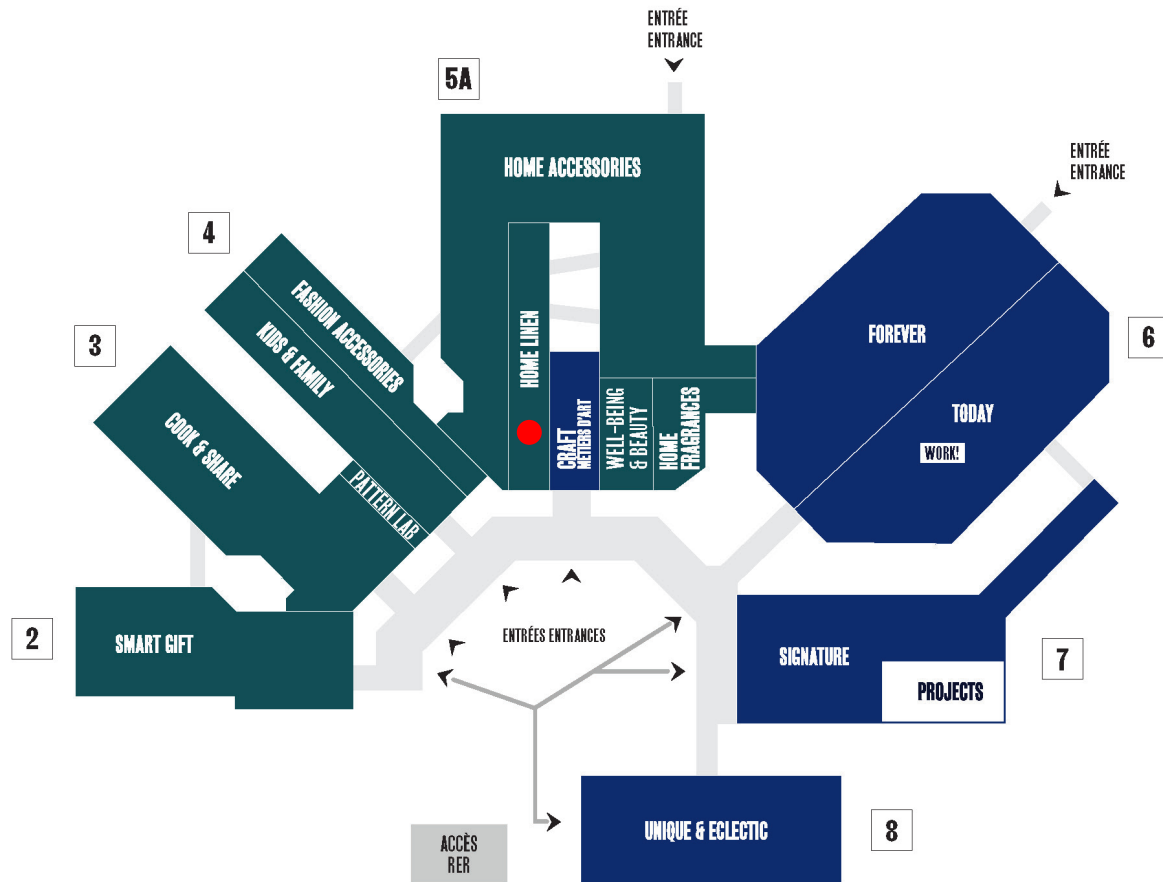 ENTRÉE
ENTRANCE
5A
HOME ACCESSORIES
ENTRÉE
ENTRANCE
4
FASHION ACCESSORIES
KIDS & FAMILY
3
COOK & SHARE
PATTERN LAB
HOME LINEN
CRAFT
MÉTIERS D'ART
WELL-BEING
& BEAUTY
HOME
FRAGRANCES
FOREVER
6
TODAY
WORK!
2
SMART GIFT
ENTRÉES ENTRANCES
SIGNATURE
7
PROJECTS
UNIQUE & ECLECTIC
8
ACCÈS
RER